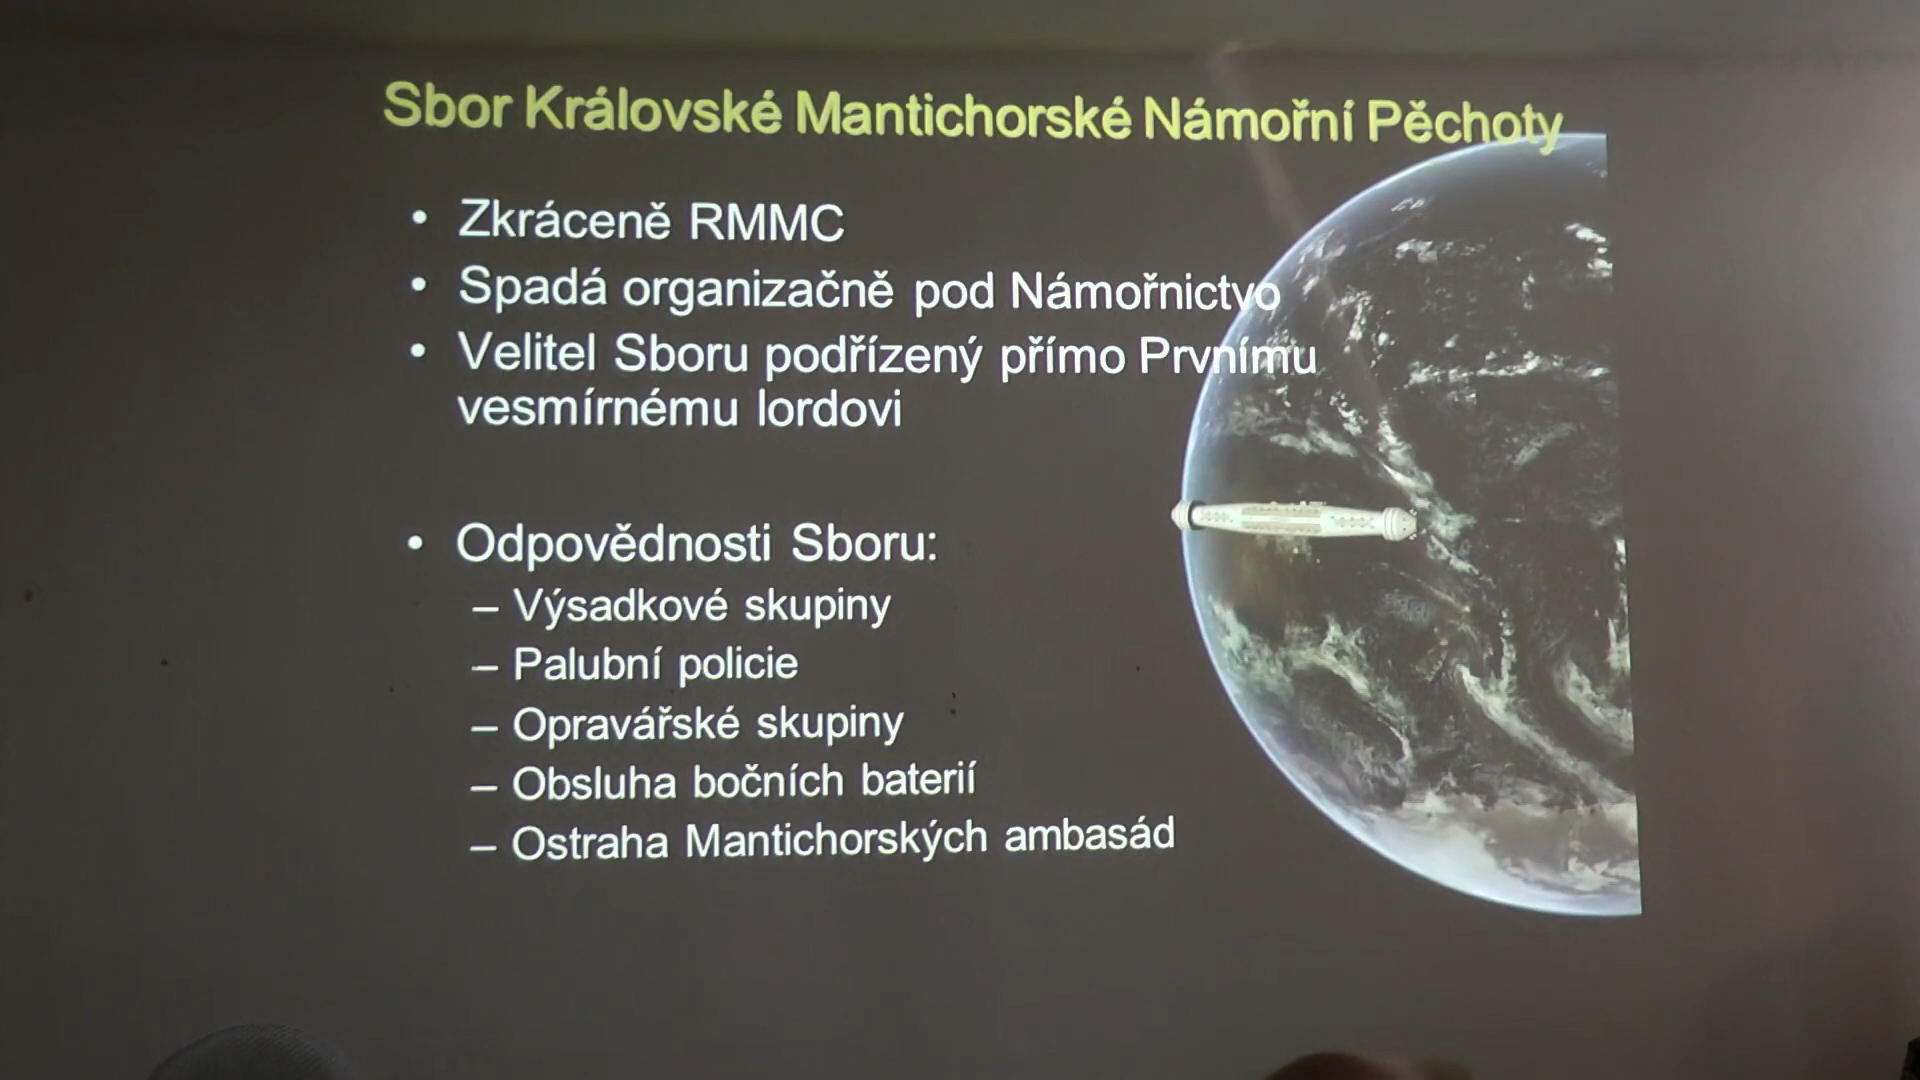 Sbor Královské Mantichorské Námořní Pěchoty
• Zkráceně RMMC
• Spadá organizačně pod Námořnictvo
• Velitel Sboru podřízený přímo Prvnímu
vesmírnému lordovi
• Odpovědnosti Sboru:
– Výsadkové skupiny
– Palubní policie
– Opravářské skupiny
– Obsluha bočních baterií
– Ostraha Mantichorských ambasád